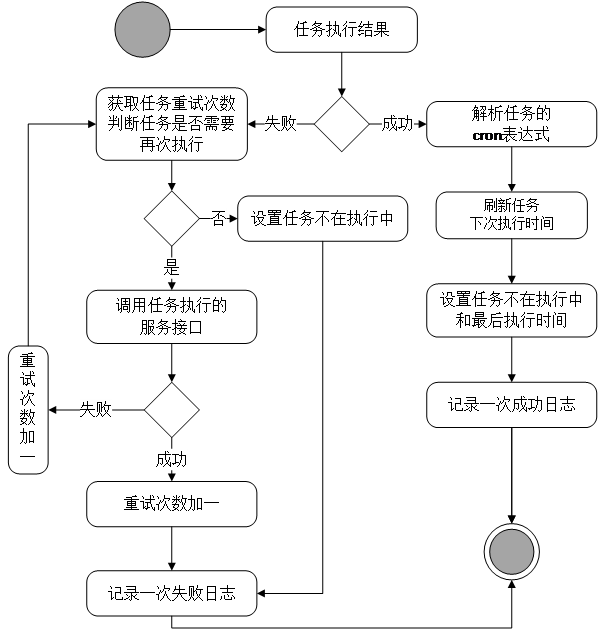 任务执行结果
获取任务重试次数
判断任务是否需要
再次执行
失败
成功
解析任务的
cron表达式
刷新任务
下次执行时间
否
设置任务不在执行中
是
调用任务执行的
服务接口
设置任务不在执行中
和最后执行时间
重试次数加一
失败
记录一次成功日志
成功
重试次数加一
记录一次失败日志